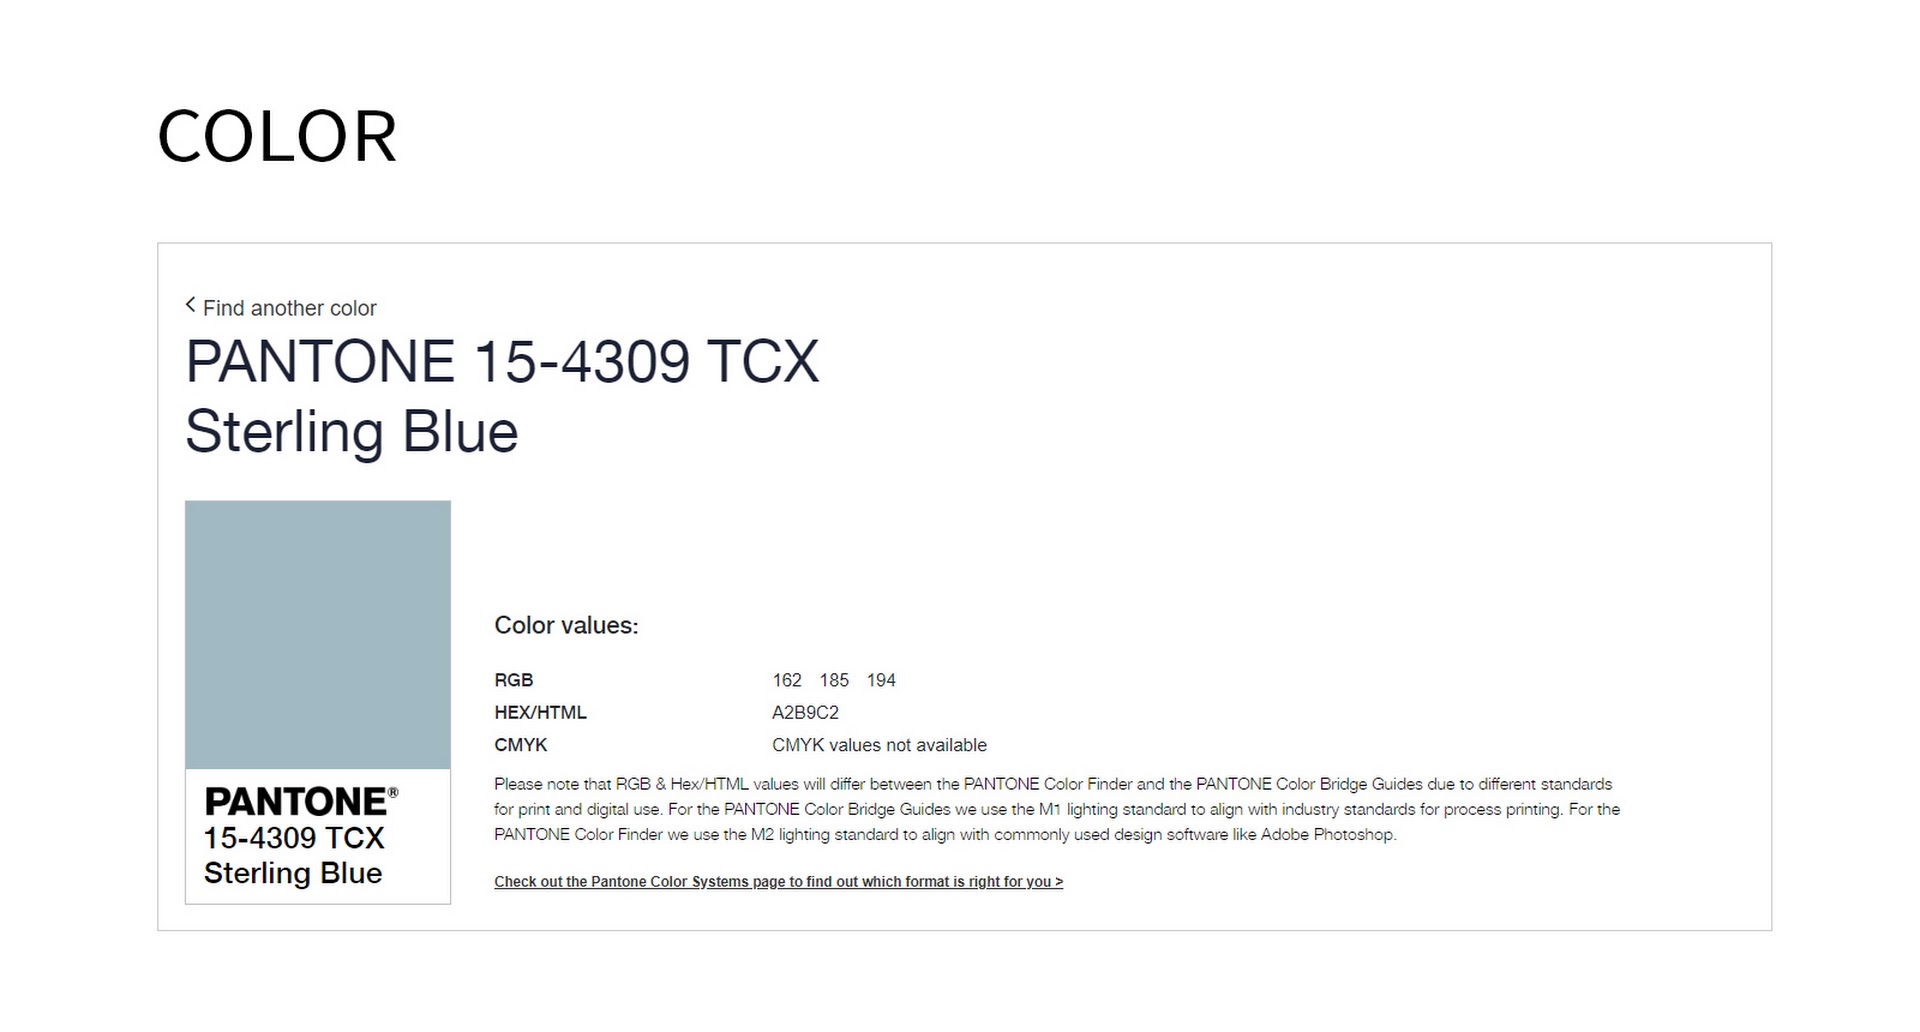 COLOR
Find another color
PANTONE 15-4309 TCX
Sterling Blue
PANTONE®
15-4309 TCX
Sterling Blue
Color values:
RGB 162 185 194
HEX/HTML A2B9C2
CMYK CMYK values not available
Please note that RGB & Hex/HTML values will differ between the PANTONE Color Finder and the PANTONE Color Bridge Guides due to different standards
for print and digital use. For the PANTONE Color Bridge Guides we use the M1 lighting standard to align with industry standards for process printing. For the
PANTONE Color Finder we use the M2 lighting standard to align with commonly used design software like Adobe Photoshop.
Check out the Pantone Color Systems page to find out which format is right for you >